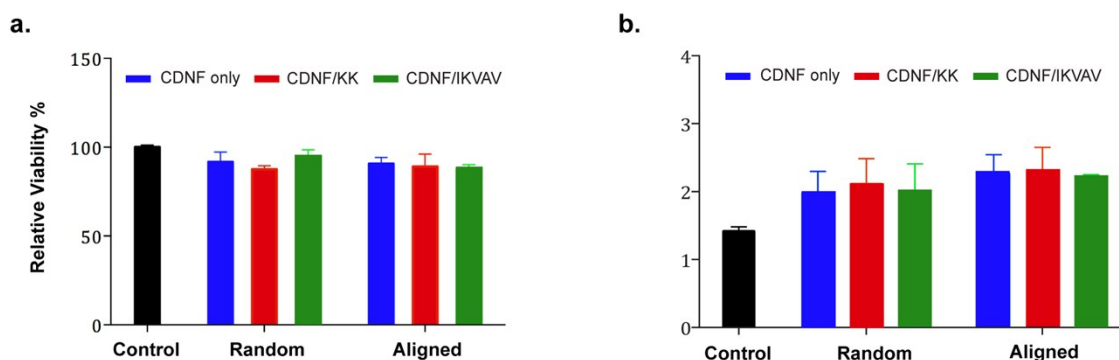 a.
Relative Viability %
150
100
50
0
CDNF only CDNF/KK CDNF/IKVAV
Control Random Aligned
b.
4
3
2
1
0
CDNF only CDNF/KK CDNF/IKVAV
Control Random Aligned